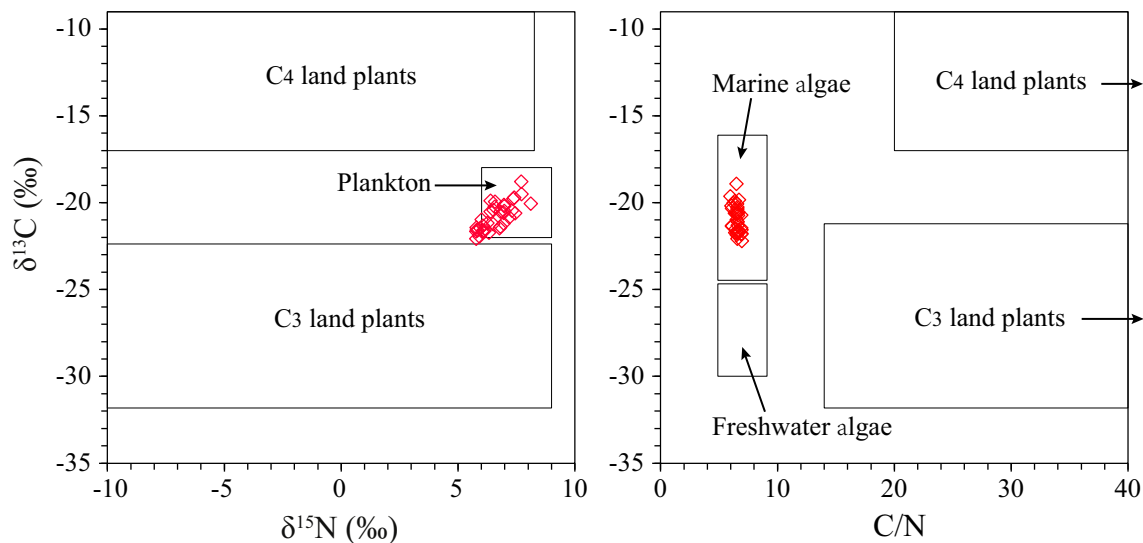 -10
-15
-20
-25
-30
-35
δ¹³C (‰)
C4 land plants
Plankton
C3 land plants
-10
-5
0
5
10
δ¹⁵N (‰)
-10
-15
-20
-25
-30
-35
Marine algae
C4 land plants
C3 land plants
Freshwater algae
0
10
20
30
40
C/N